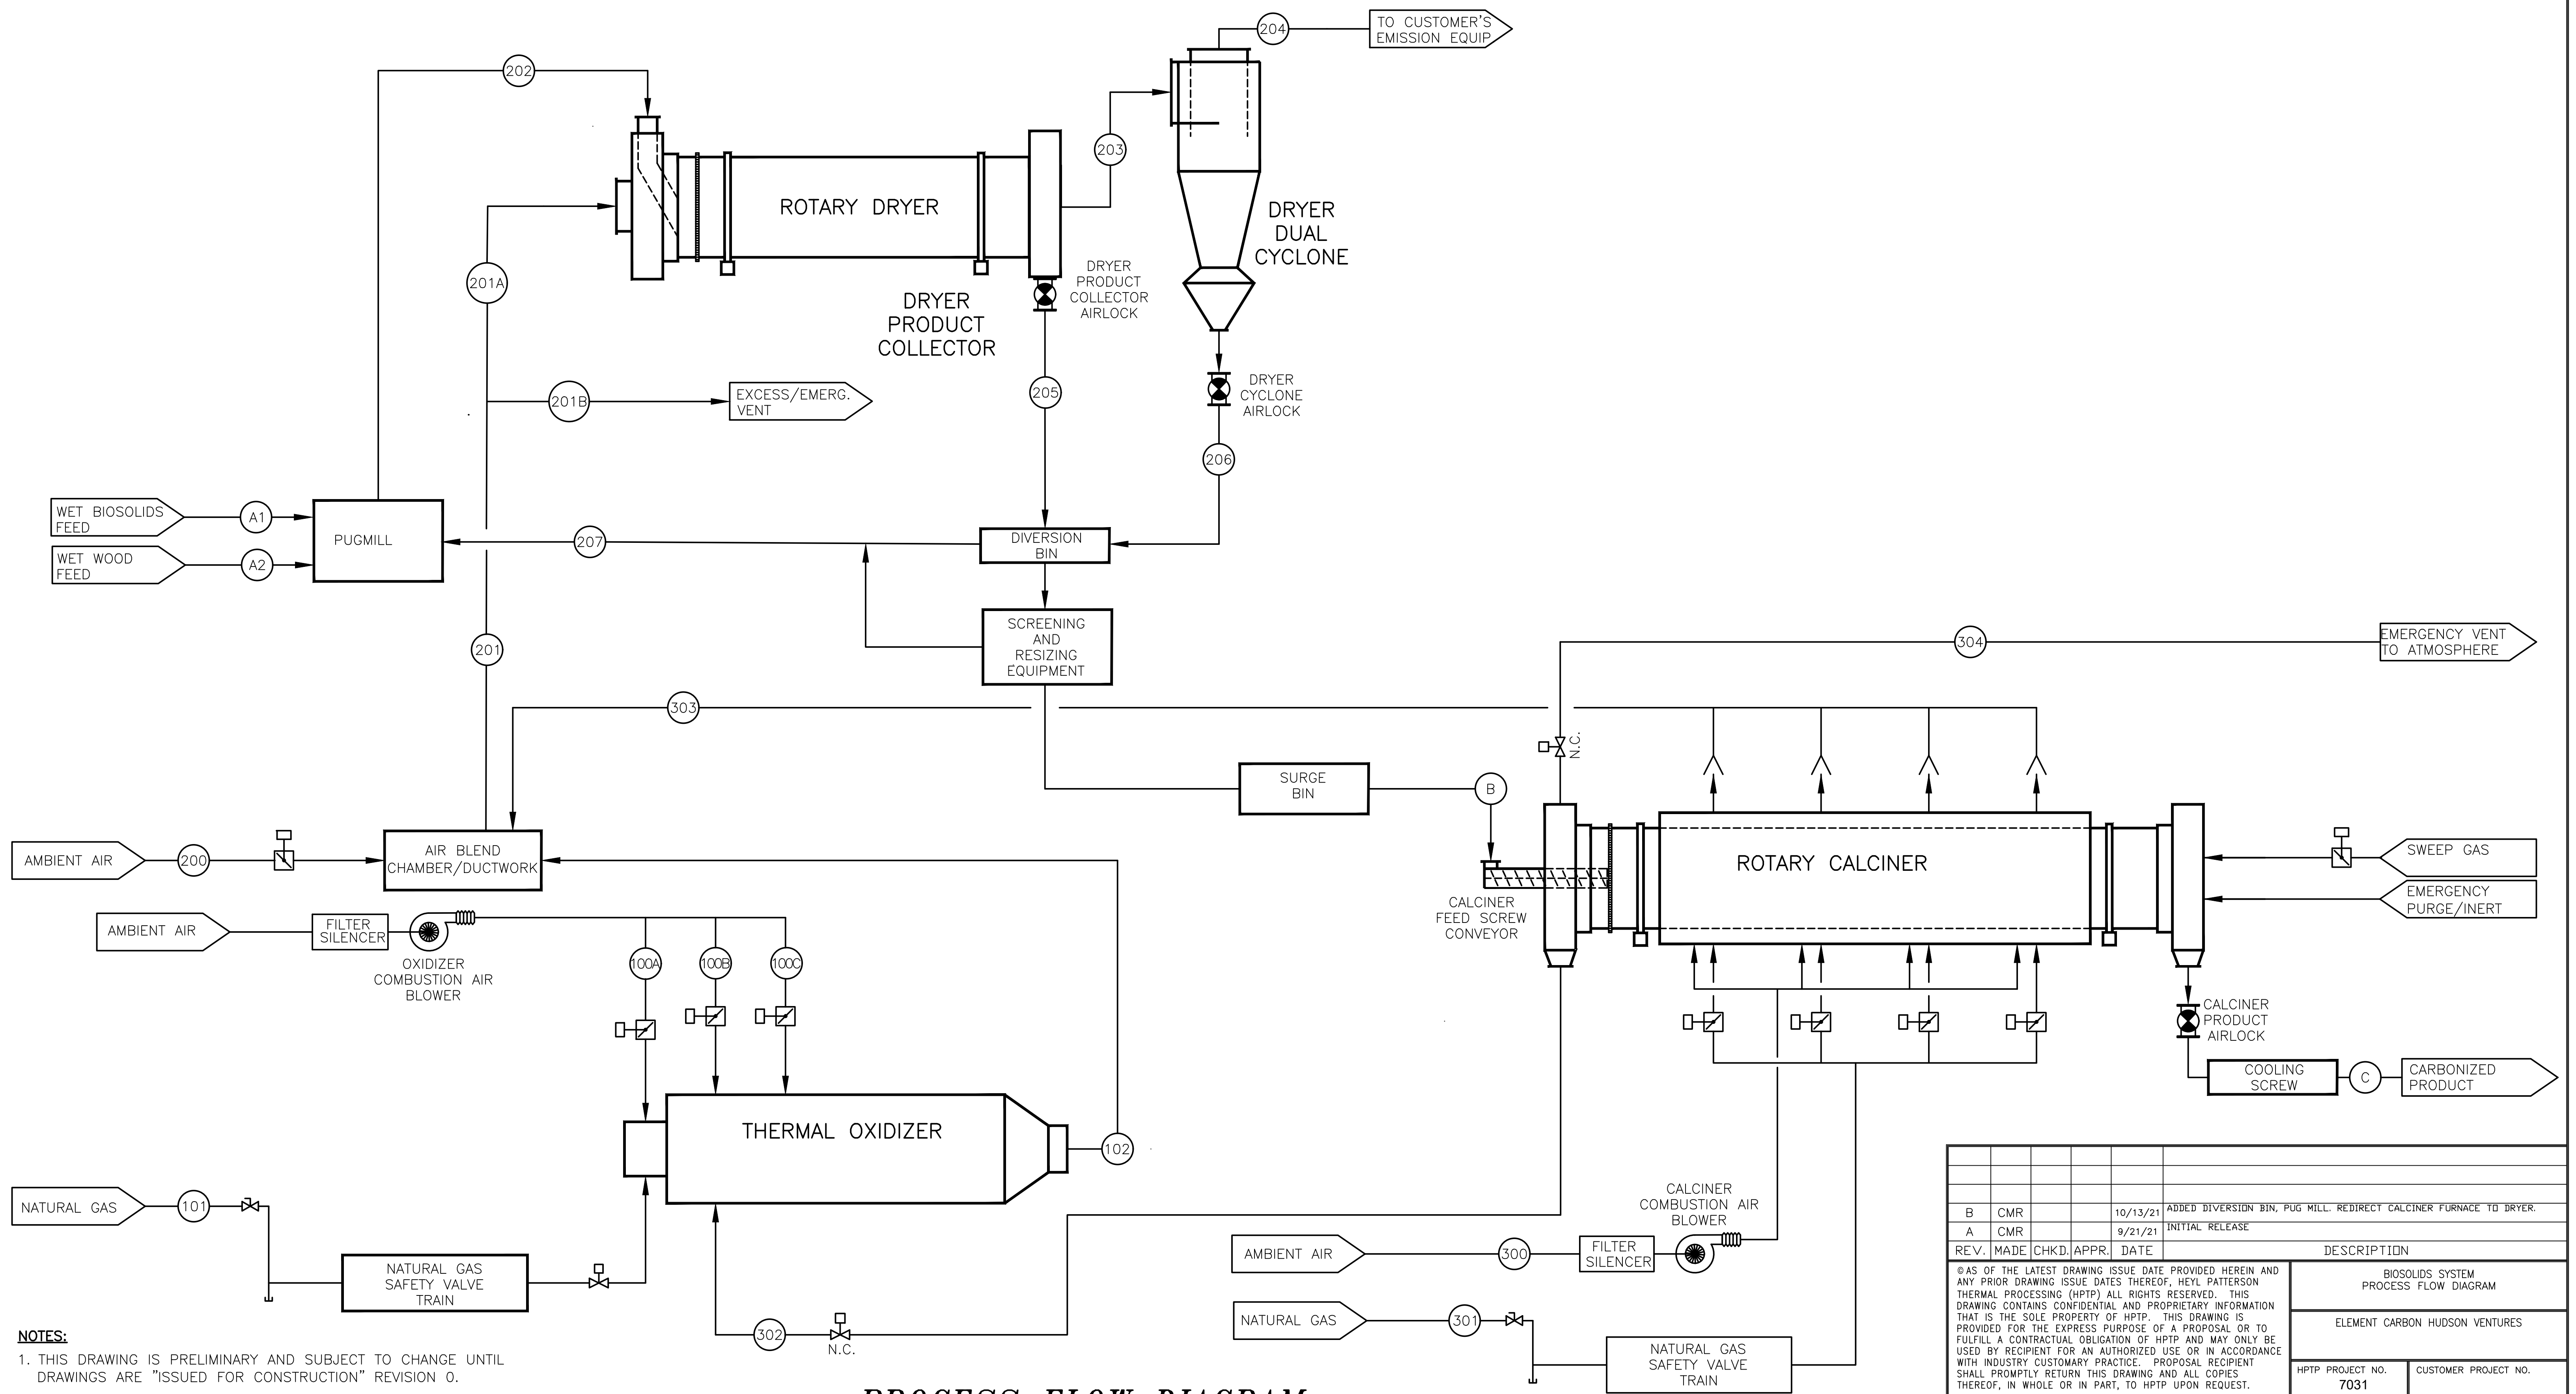 204
TO CUSTOMER'S
EMISSION EQUIP
202
203
ROTARY DRYER
DRYER
DUAL
CYCLONE
201A
DRYER
PRODUCT
COLLECTOR
AIRLOCK
DRYER
PRODUCT
COLLECTOR
201B
EXCESS/EMERG.
VENT
205
DRYER
CYCLONE
AIRLOCK
206
WET BIOSOLIDS
FEED
A1
WET WOOD
FEED
A2
PUGMILL
207
DIVERSION
BIN
SCREENING
AND
RESIZING
EQUIPMENT
201
304
EMERGENCY VENT
TO ATMOSPHERE
303
N.C.
SURGE
BIN
B
AMBIENT AIR
200
AIR BLEND
CHAMBER/DUCTWORK
ROTARY CALCINER
SWEEP GAS
EMERGENCY
PURGE/INERT
CALCINER
FEED SCREW
CONVEYOR
AMBIENT AIR
FILTER
SILENCER
OXIDIZER
COMBUSTION AIR
BLOWER
100A
100B
100C
CALCINER
PRODUCT
AIRLOCK
COOLING
SCREW
C
CARBONIZED
PRODUCT
THERMAL OXIDIZER
102
NATURAL GAS
101
NATURAL GAS
SAFETY VALVE
TRAIN
302
N.C.
CALCINER
COMBUSTION AIR
BLOWER
AMBIENT AIR
300
FILTER
SILENCER
NATURAL GAS
301
NATURAL GAS
SAFETY VALVE
TRAIN
NOTES:
1. THIS DRAWING IS PRELIMINARY AND SUBJECT TO CHANGE UNTIL
DRAWINGS ARE "ISSUED FOR CONSTRUCTION" REVISION 0.
PROCESS FLOW DIAGRAM
B CMR 10/13/21 ADDED DIVERSION BIN, PUG MILL. REDIRECT CALCINER FURNACE TO DRYER.
A CMR 9/21/21 INITIAL RELEASE
REV. MADE CHKD. APPR. DATE DESCRIPTION
© AS OF THE LATEST DRAWING ISSUE DATE PROVIDED HEREIN AND
ANY PRIOR DRAWING ISSUE DATES THEREOF, HEYL PATTERSON
THERMAL PROCESSING (HPTP) ALL RIGHTS RESERVED. THIS
DRAWING CONTAINS CONFIDENTIAL AND PROPRIETARY INFORMATION
THAT IS THE SOLE PROPERTY OF HPTP. THIS DRAWING IS
PROVIDED FOR THE EXPRESS PURPOSE OF A PROPOSAL OR TO
FULFILL A CONTRACTUAL OBLIGATION OF HPTP AND MAY ONLY BE
USED BY RECIPIENT FOR AN AUTHORIZED USE OR IN ACCORDANCE
WITH INDUSTRY CUSTOMARY PRACTICE. PROPOSAL RECIPIENT
SHALL PROMPTLY RETURN THIS DRAWING AND ALL COPIES
THEREOF, IN WHOLE OR IN PART, TO HPTP UPON REQUEST.
BIOSOLIDS SYSTEM
PROCESS FLOW DIAGRAM
ELEMENT CARBON HUDSON VENTURES
HPTP PROJECT NO.
7031
CUSTOMER PROJECT NO.